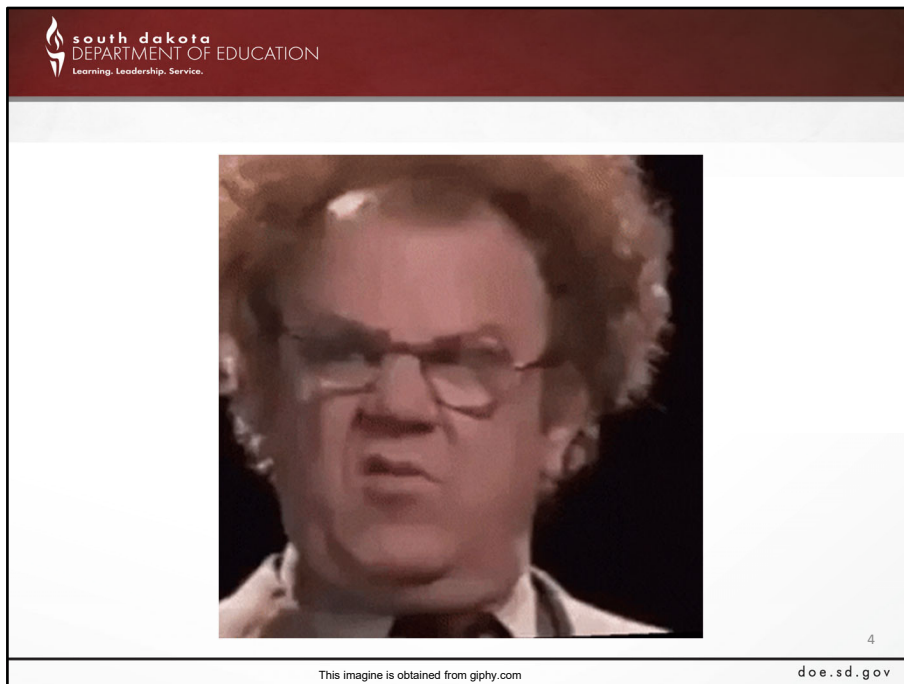 south dakota
DEPARTMENT OF EDUCATION
Learning. Leadership. Service.
4
This imagine is obtained from giphy.com
doe.sd.gov